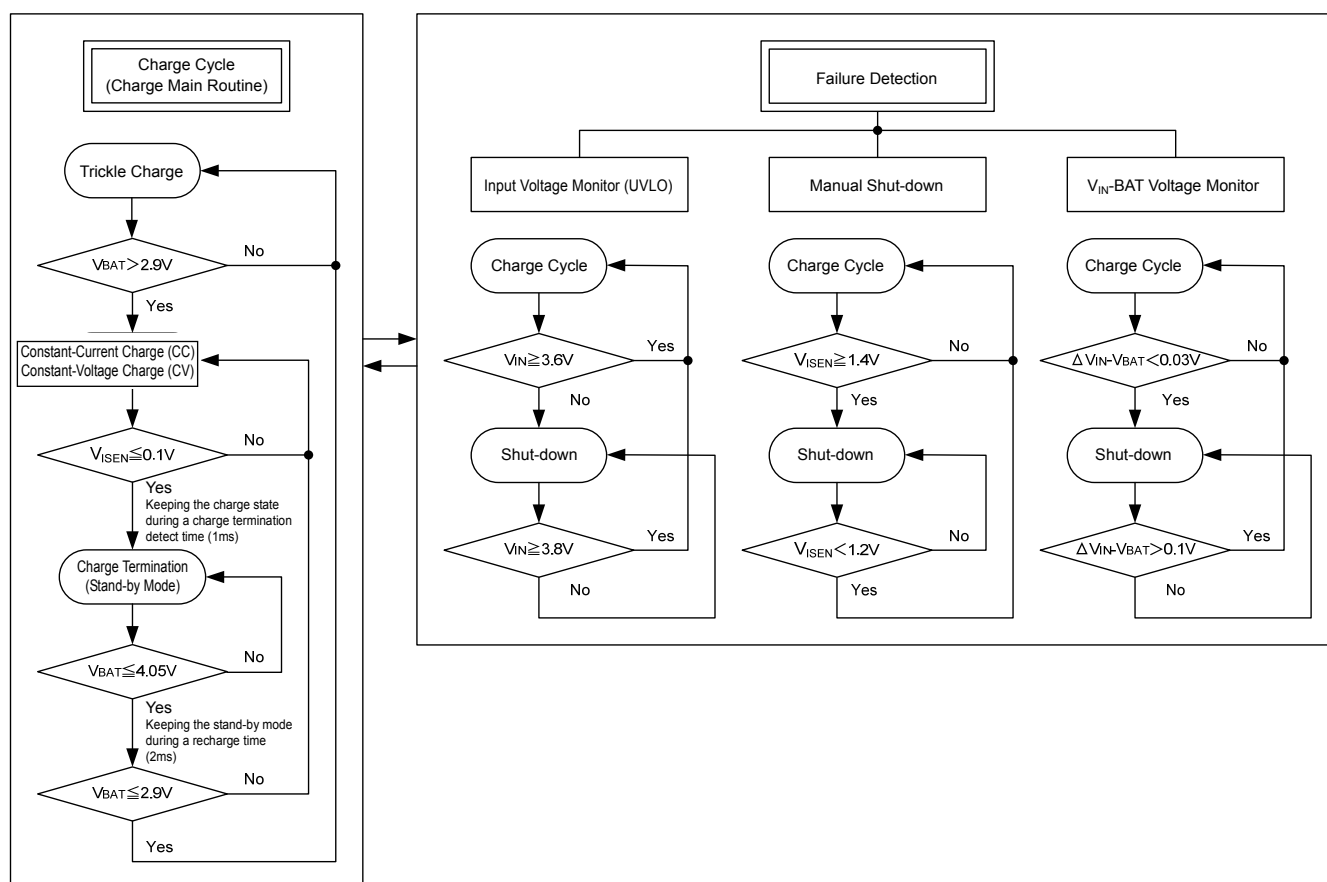 Charge Cycle
(Charge Main Routine)
Trickle Charge
VBAT＞2.9V
No
Yes
Constant-Current Charge (CC)
Constant-Voltage Charge (CV)
VISEN≦0.1V
No
Yes
Keeping the charge state
during a charge termination
detect time (1ms)
Charge Termination
(Stand-by Mode)
VBAT≦4.05V
No
Yes
Keeping the stand-by mode
during a recharge time
(2ms)
VBAT≦2.9V
No
Yes
Failure Detection
Input Voltage Monitor (UVLO)
Charge Cycle
VIN≧3.6V
Yes
No
Shut-down
VIN≧3.8V
Yes
No
Manual Shut-down
Charge Cycle
VISEN≧1.4V
No
Yes
Shut-down
VISEN＜1.2V
No
Yes
VIN-BAT Voltage Monitor
Charge Cycle
ΔVIN-VBAT＜0.03V
No
Yes
Shut-down
ΔVIN-VBAT＞0.1V
Yes
No